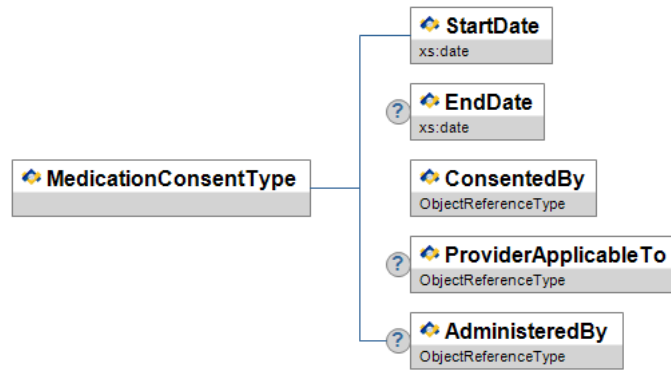 StartDate
xs:date
?
EndDate
xs:date
MedicationConsentType
ConsentedBy
ObjectReferenceType
?
ProviderApplicableTo
ObjectReferenceType
?
AdministeredBy
ObjectReferenceType